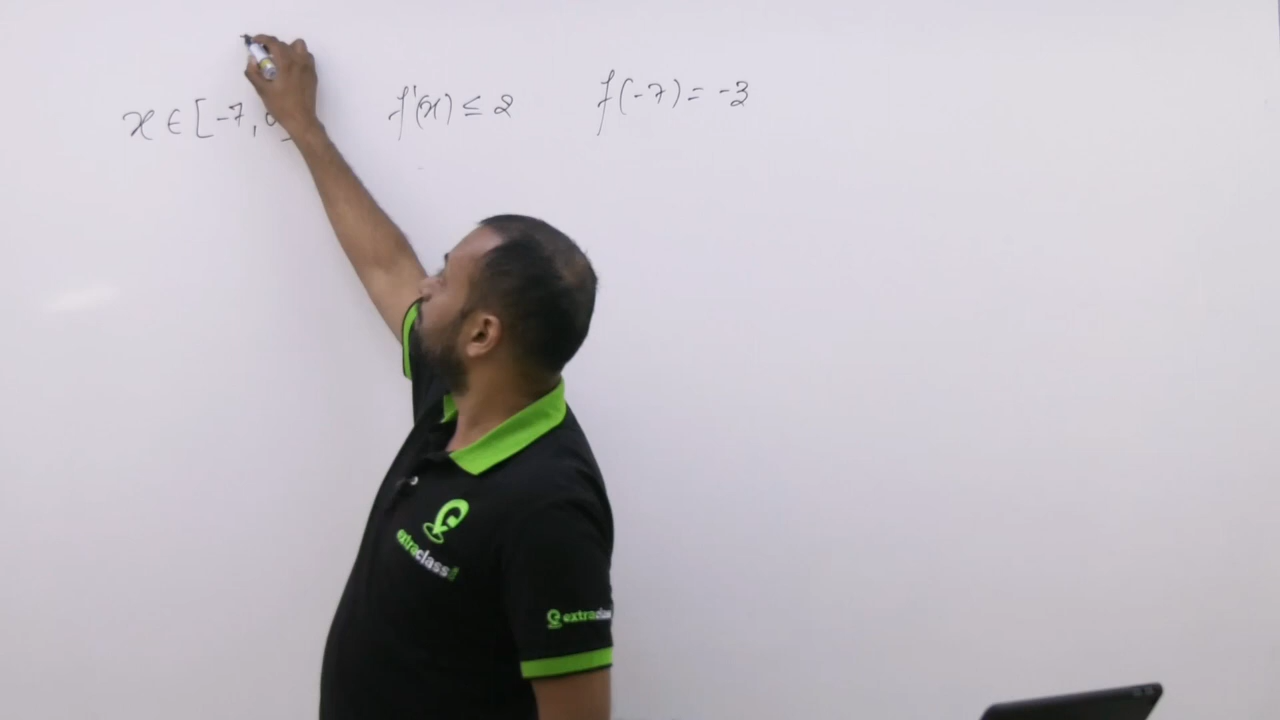 x ∈ [-7, 0] f'(x) ≤ 2 f(-7) = -3
extraclass
extraclass